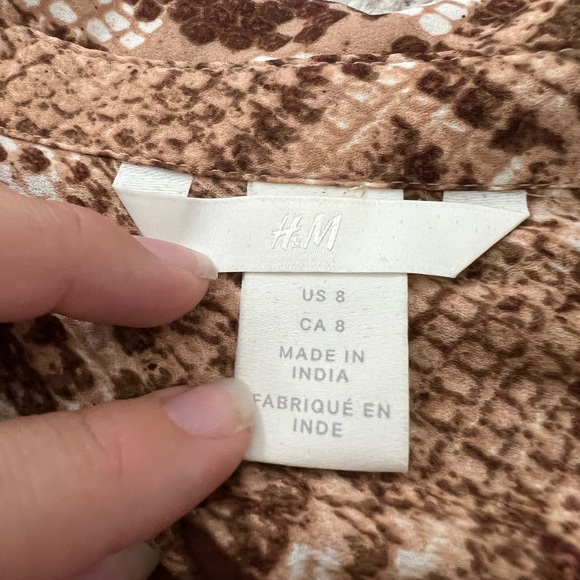 H&M
US 8
CA 8
MADE IN
INDIA
FABRIQUÉ EN
INDE